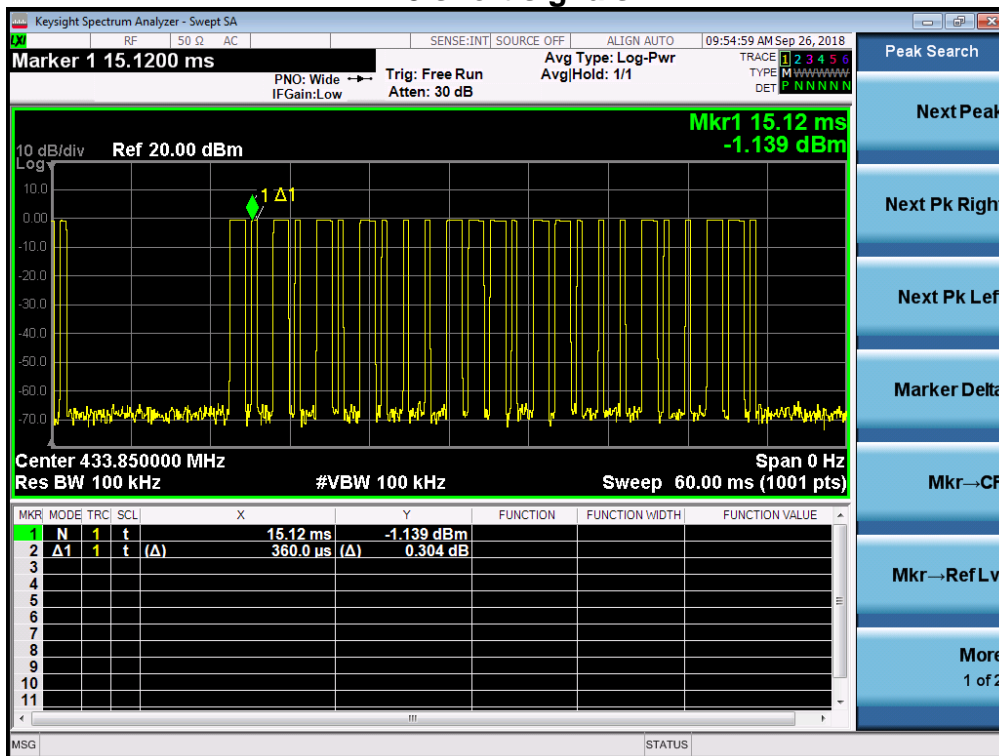 Keysight Spectrum Analyzer - Swept SA
LXI RF 50 Ω AC SENSE:INT SOURCE OFF ALIGN AUTO 09:54:59 AM Sep 26, 2018
Marker 1 15.1200 ms
PNO: Wide
IFGain:Low
Trig: Free Run
Atten: 30 dB
Avg Type: Log-Pwr
Avg|Hold: 1/1
TRACE 1 2 3 4 5 6
TYPE M WWWWW
DET P N N N N N
Peak Search
Mkr1 15.12 ms
-1.139 dBm
10 dB/div Ref 20.00 dBm
Log
10.0
0.00
-10.0
-20.0
-30.0
-40.0
-50.0
-60.0
-70.0
1 Δ1
Center 433.850000 MHz Span 0 Hz
Res BW 100 kHz #VBW 100 kHz Sweep 60.00 ms (1001 pts)
MKR MODE TRC SCL X Y FUNCTION FUNCTION WIDTH FUNCTION VALUE
1 N 1 t 15.12 ms -1.139 dBm
2 Δ1 1 t (Δ) 360.0 µs (Δ) 0.304 dB
3
4
5
6
7
8
9
10
11
Next Peak
Next Pk Right
Next Pk Left
Marker Delta
Mkr→CF
Mkr→Ref Lv
More
1 of 2
MSG STATUS